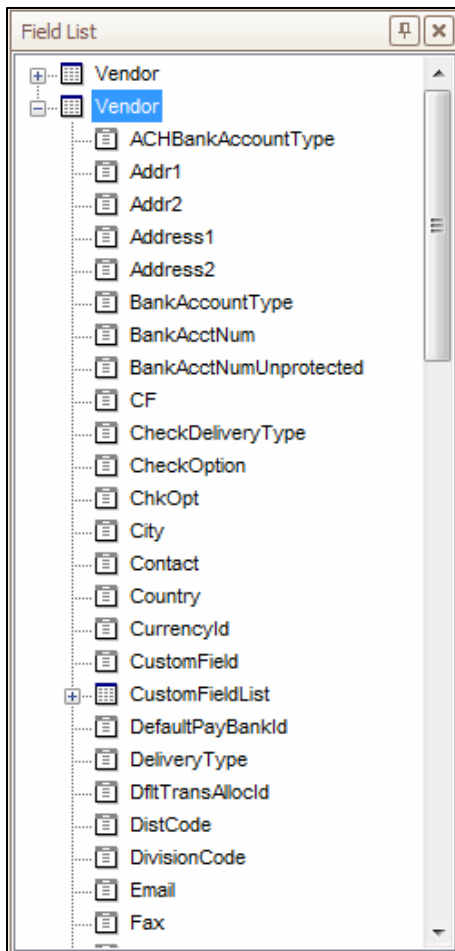 Field List
Vendor
Vendor
ACHBankAccountType
Addr1
Addr2
Address1
Address2
BankAccountType
BankAcctNum
BankAcctNumUnprotected
CF
CheckDeliveryType
CheckOption
ChkOpt
City
Contact
Country
CurrencyId
CustomField
CustomFieldList
DefaultPayBankId
DeliveryType
DfltTransAllocId
DistCode
DivisionCode
Email
Fax